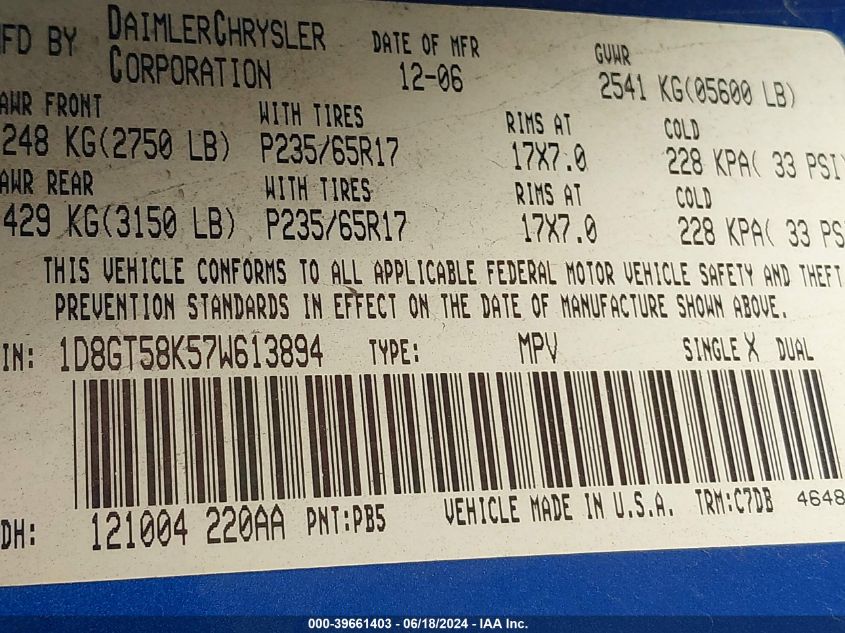 FD BY DAIMLERCHRYSLER CORPORATION DATE OF MFR 12-06 GVWR 2541 KG(05600 LB)
AWR FRONT WITH TIRES RIMS AT COLD
248 KG(2750 LB) P235/65R17 17X7.0 228 KPA( 33 PSI)
AWR REAR WITH TIRES RIMS AT COLD
429 KG(3150 LB) P235/65R17 17X7.0 228 KPA( 33 PS
THIS VEHICLE CONFORMS TO ALL APPLICABLE FEDERAL MOTOR VEHICLE SAFETY AND THEFT
PREVENTION STANDARDS IN EFFECT ON THE DATE OF MANUFACTURE SHOWN ABOVE.
IN: 1D8GT58K57W613894 TYPE: MPV SINGLE X DUAL
DH: 121004 220AA PNT:PB5 VEHICLE MADE IN U.S.A. TRM:C7DB 4648
000-39661403 - 06/18/2024 - IAA Inc.